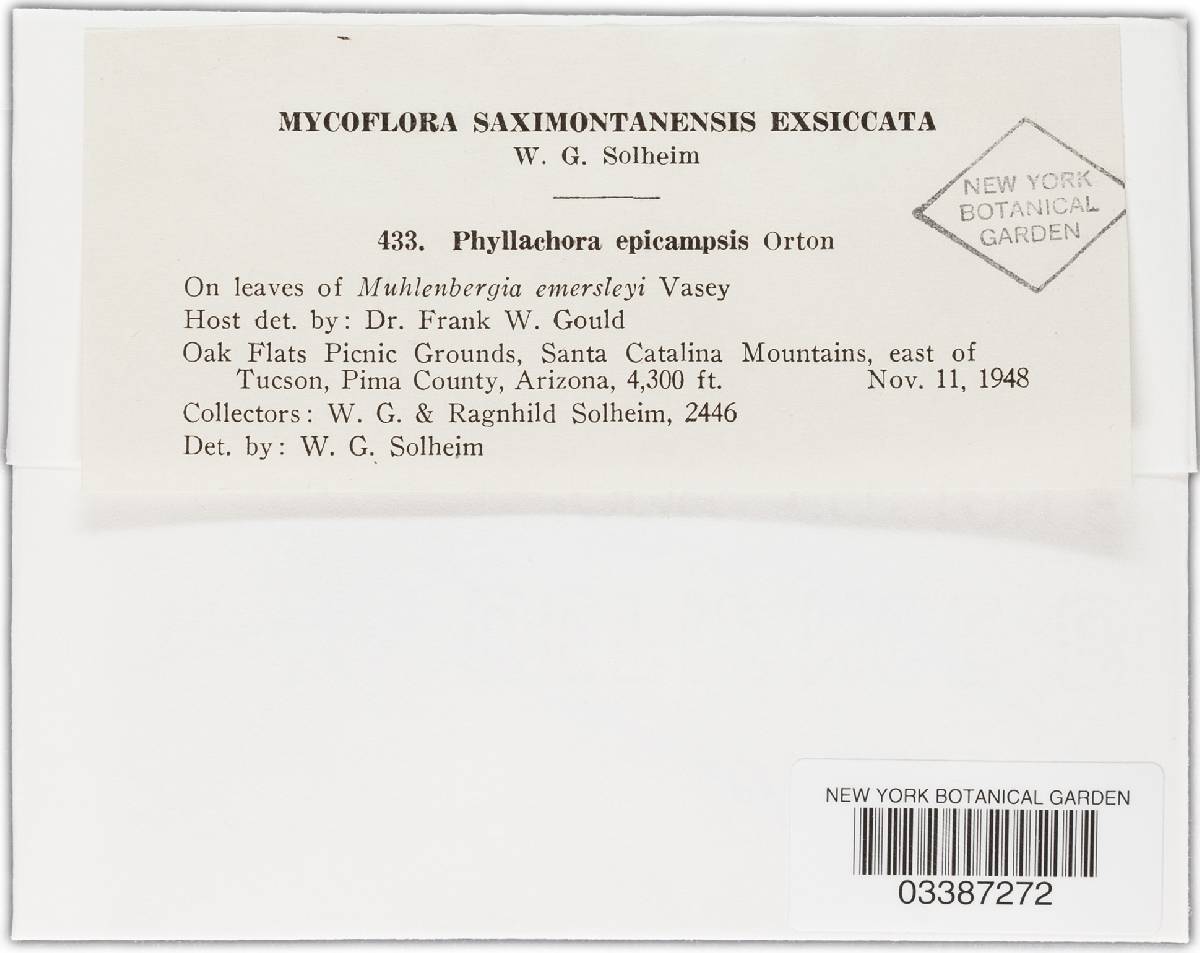 MYCOFLORA SAXIMONTANENSIS EXSICCATA
W. G. Solheim
NEW YORK
BOTANICAL
GARDEN
433. Phyllachora epicampsis Orton
On leaves of Muhlenbergia emersleyi Vasey
Host det. by: Dr. Frank W. Gould
Oak Flats Picnic Grounds, Santa Catalina Mountains, east of
Tucson, Pima County, Arizona, 4,300 ft. Nov. 11, 1948
Collectors: W. G. & Ragnhild Solheim, 2446
Det. by: W. G. Solheim
NEW YORK BOTANICAL GARDEN
03387272